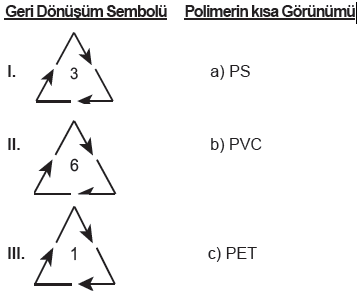 Geri Dönüşüm Sembolü Polimerin kısa Görünümü
I. 3 a) PS
II. 6 b) PVC
III. 1 c) PET